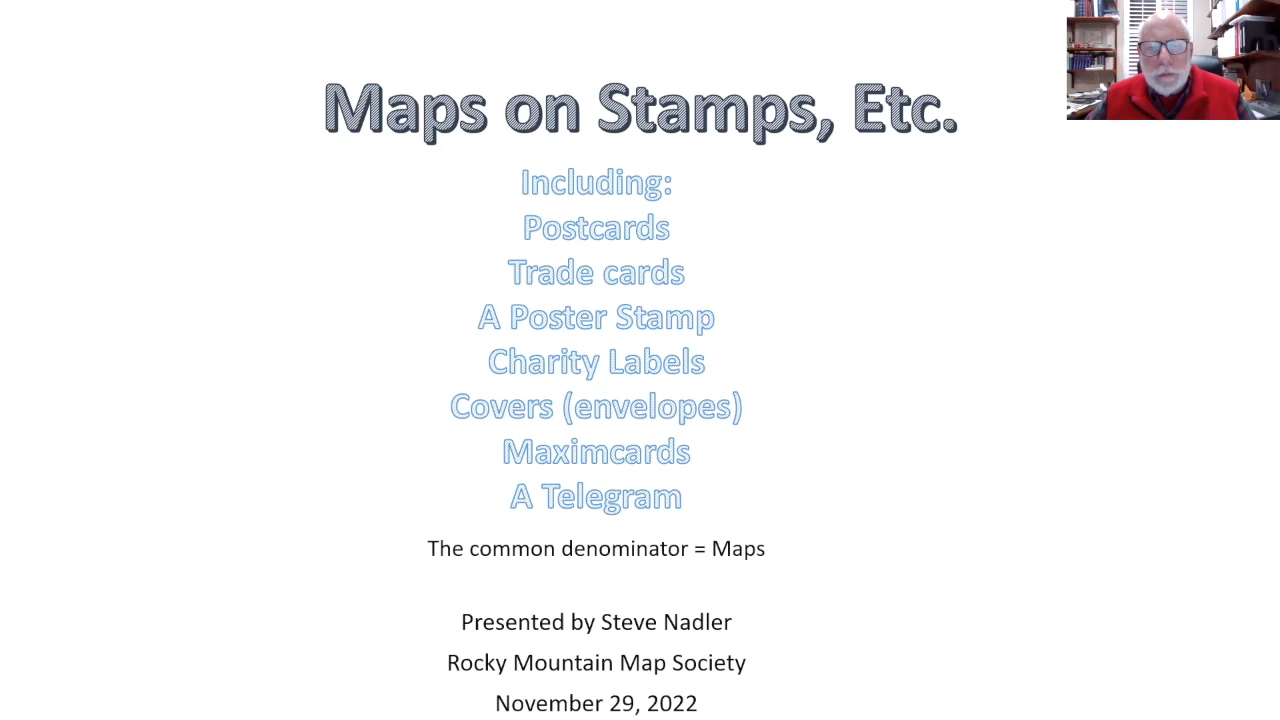 Maps on Stamps, Etc.
Including:
Postcards
Trade cards
A Poster Stamp
Charity Labels
Covers (envelopes)
Maximcards
A Telegram
The common denominator = Maps
Presented by Steve Nadler
Rocky Mountain Map Society
November 29, 2022